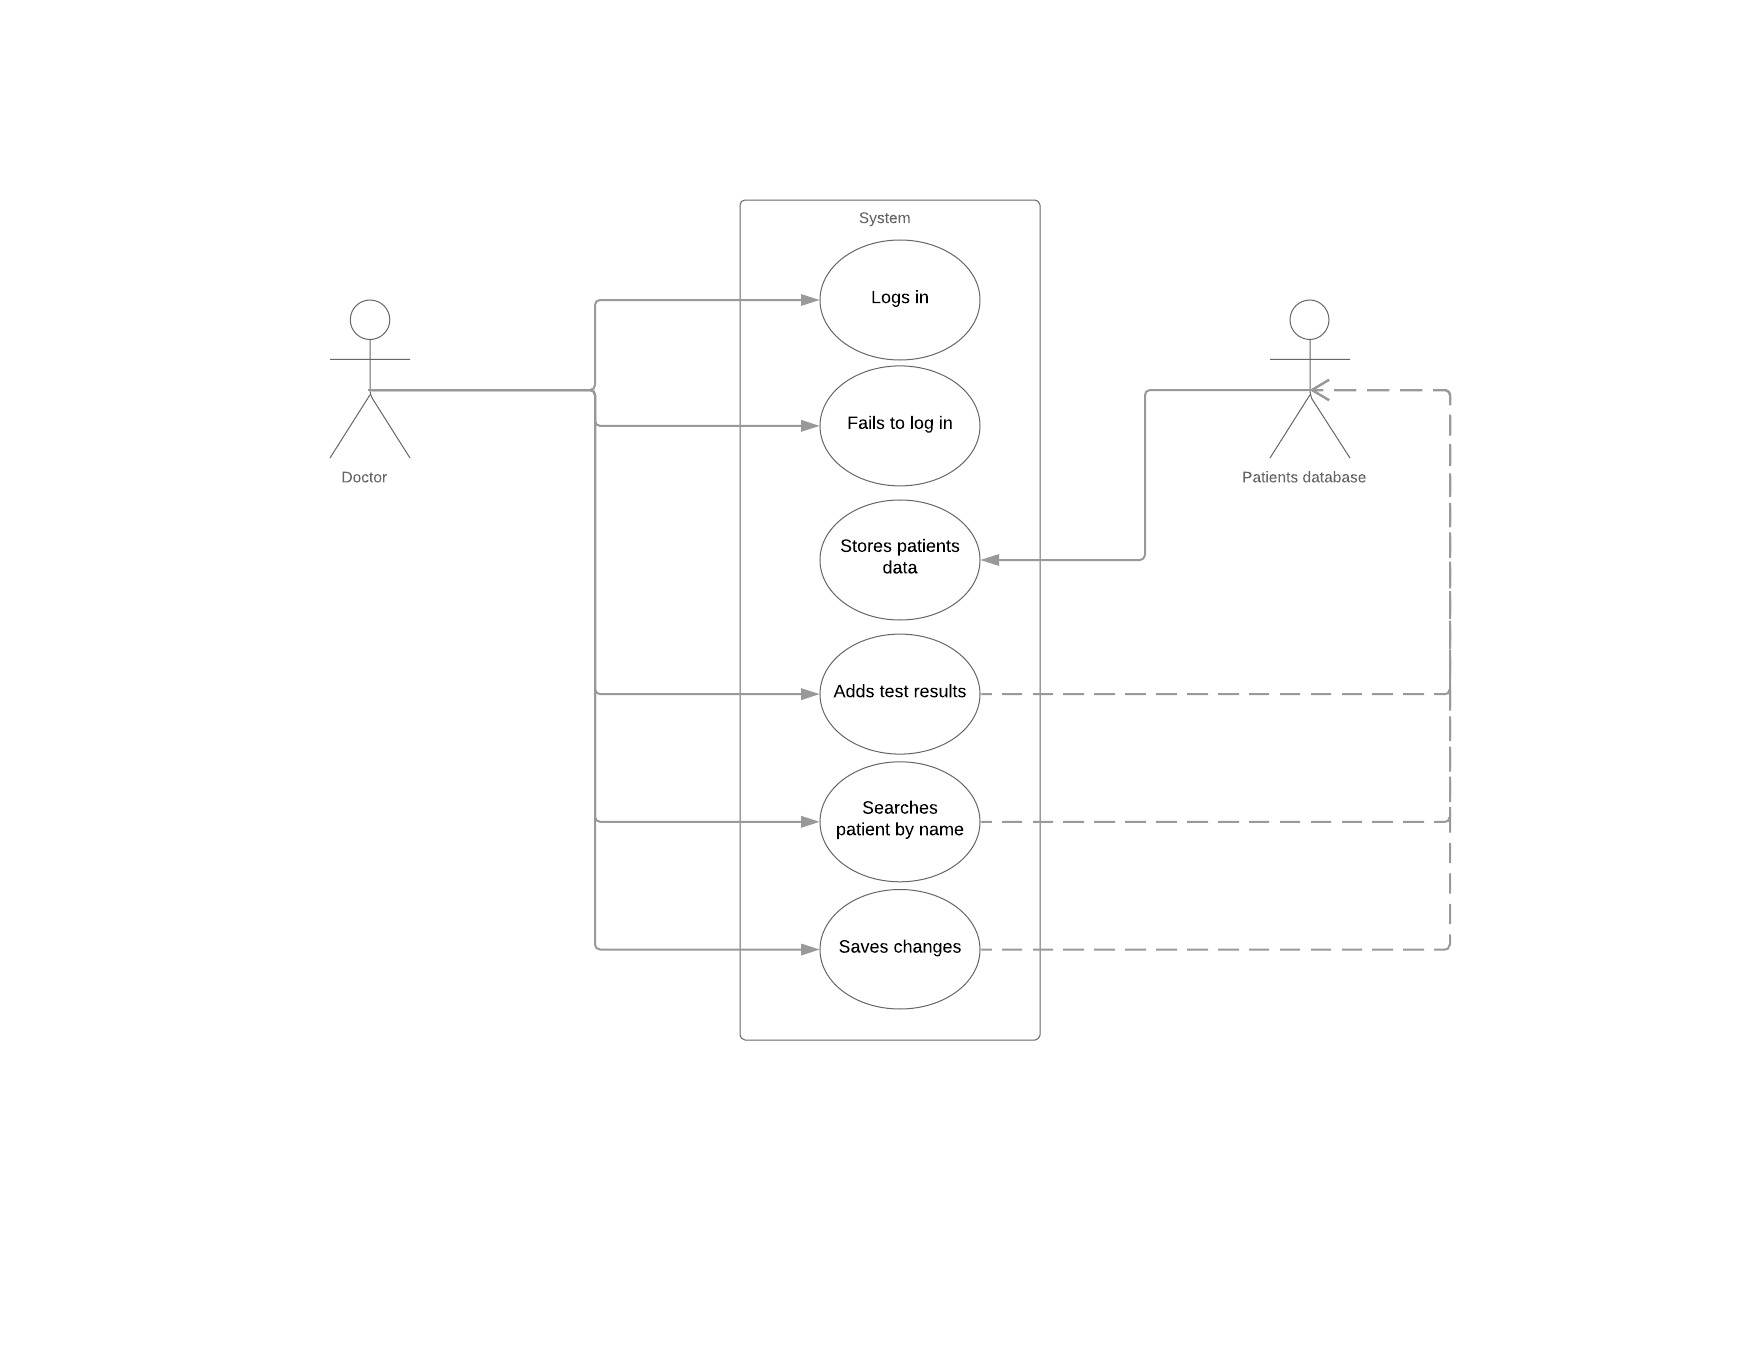 System
Logs in
Fails to log in
Doctor
Patients database
Stores patients
data
Adds test results
Searches
patient by name
Saves changes